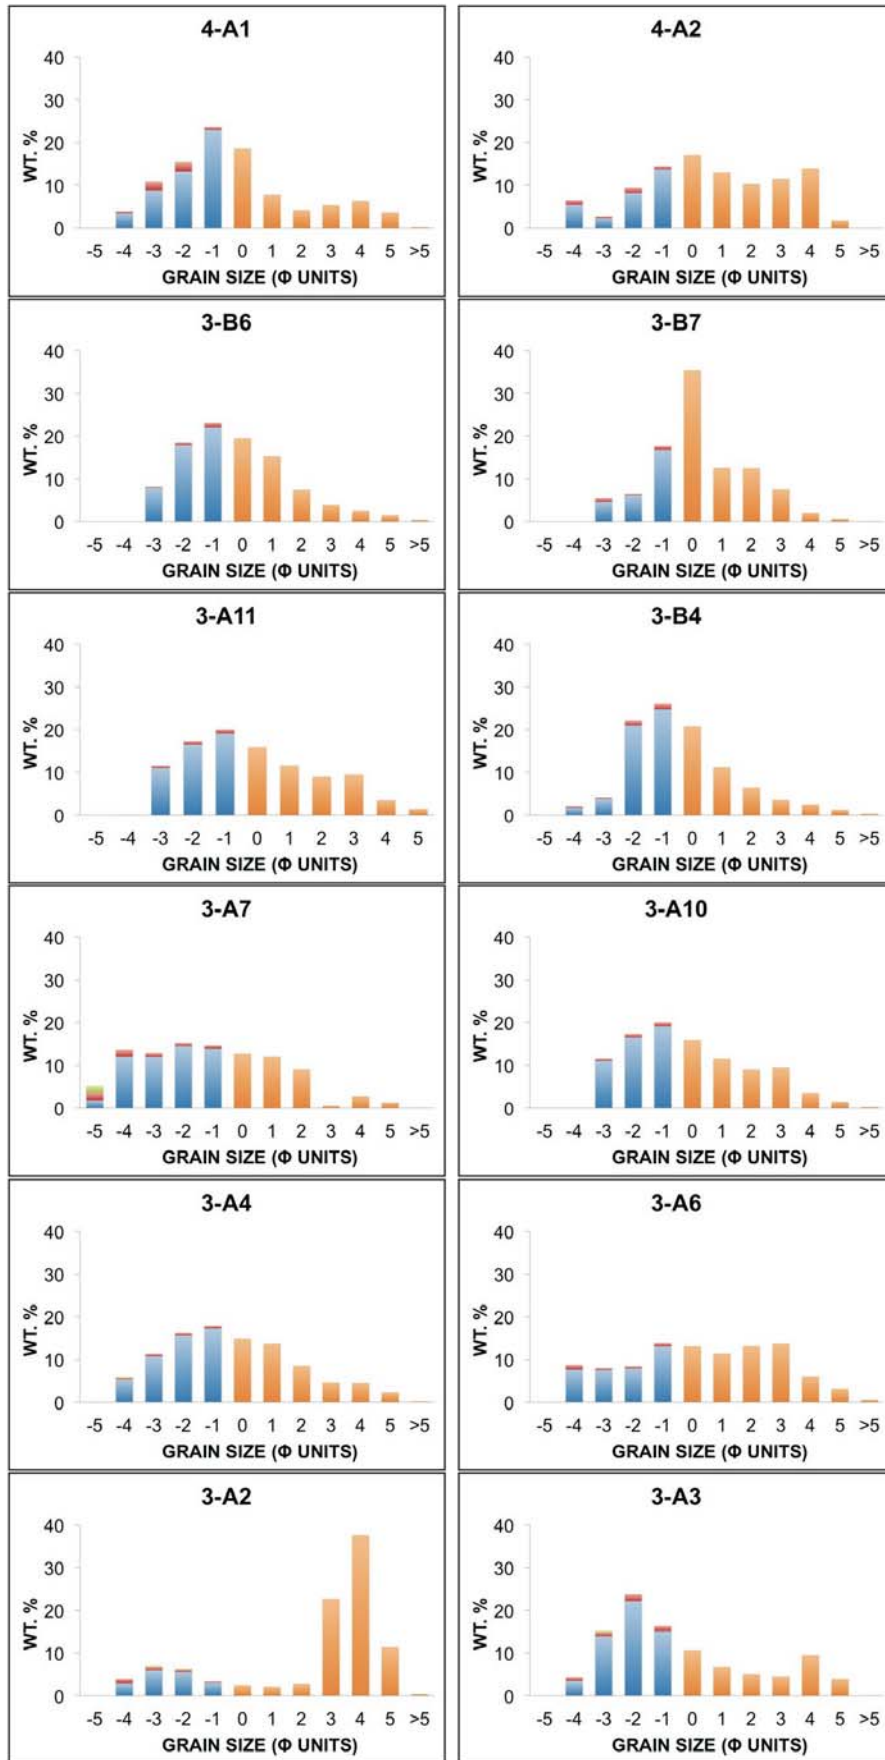 4-A1
40
30
20
10
0
WT. %
-5 -4 -3 -2 -1 0 1 2 3 4 5 >5
GRAIN SIZE (Φ UNITS)
4-A2
40
30
20
10
0
WT. %
-5 -4 -3 -2 -1 0 1 2 3 4 5 >5
GRAIN SIZE (Φ UNITS)
3-B6
40
30
20
10
0
WT. %
-5 -4 -3 -2 -1 0 1 2 3 4 5 >5
GRAIN SIZE (Φ UNITS)
3-B7
40
30
20
10
0
WT. %
-5 -4 -3 -2 -1 0 1 2 3 4 5 >5
GRAIN SIZE (Φ UNITS)
3-A11
40
30
20
10
0
WT. %
-5 -4 -3 -2 -1 0 1 2 3 4 5
GRAIN SIZE (Φ UNITS)
3-B4
40
30
20
10
0
WT. %
-5 -4 -3 -2 -1 0 1 2 3 4 5 >5
GRAIN SIZE (Φ UNITS)
3-A7
40
30
20
10
0
WT. %
-5 -4 -3 -2 -1 0 1 2 3 4 5 >5
GRAIN SIZE (Φ UNITS)
3-A10
40
30
20
10
0
WT. %
-5 -4 -3 -2 -1 0 1 2 3 4 5 >5
GRAIN SIZE (Φ UNITS)
3-A4
40
30
20
10
0
WT. %
-5 -4 -3 -2 -1 0 1 2 3 4 5 >5
GRAIN SIZE (Φ UNITS)
3-A6
40
30
20
10
0
WT. %
-5 -4 -3 -2 -1 0 1 2 3 4 5 >5
GRAIN SIZE (Φ UNITS)
3-A2
40
30
20
10
0
WT. %
-5 -4 -3 -2 -1 0 1 2 3 4 5 >5
GRAIN SIZE (Φ UNITS)
3-A3
40
30
20
10
0
WT. %
-5 -4 -3 -2 -1 0 1 2 3 4 5 >5
GRAIN SIZE (Φ UNITS)